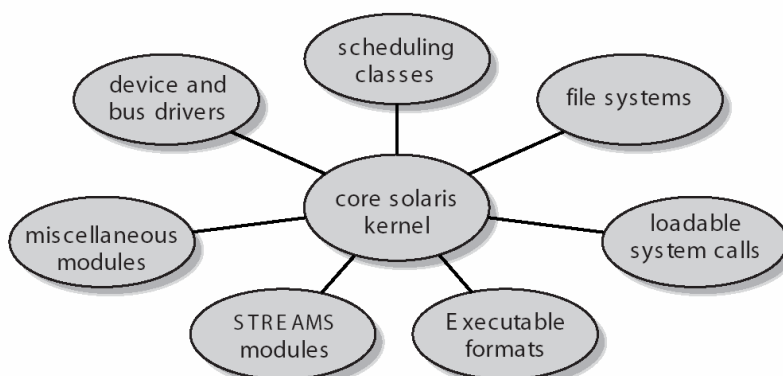 scheduling
classes
device and
bus drivers
file systems
core solaris
kernel
miscellaneous
modules
loadable
system calls
STREAMS
modules
Executable
formats